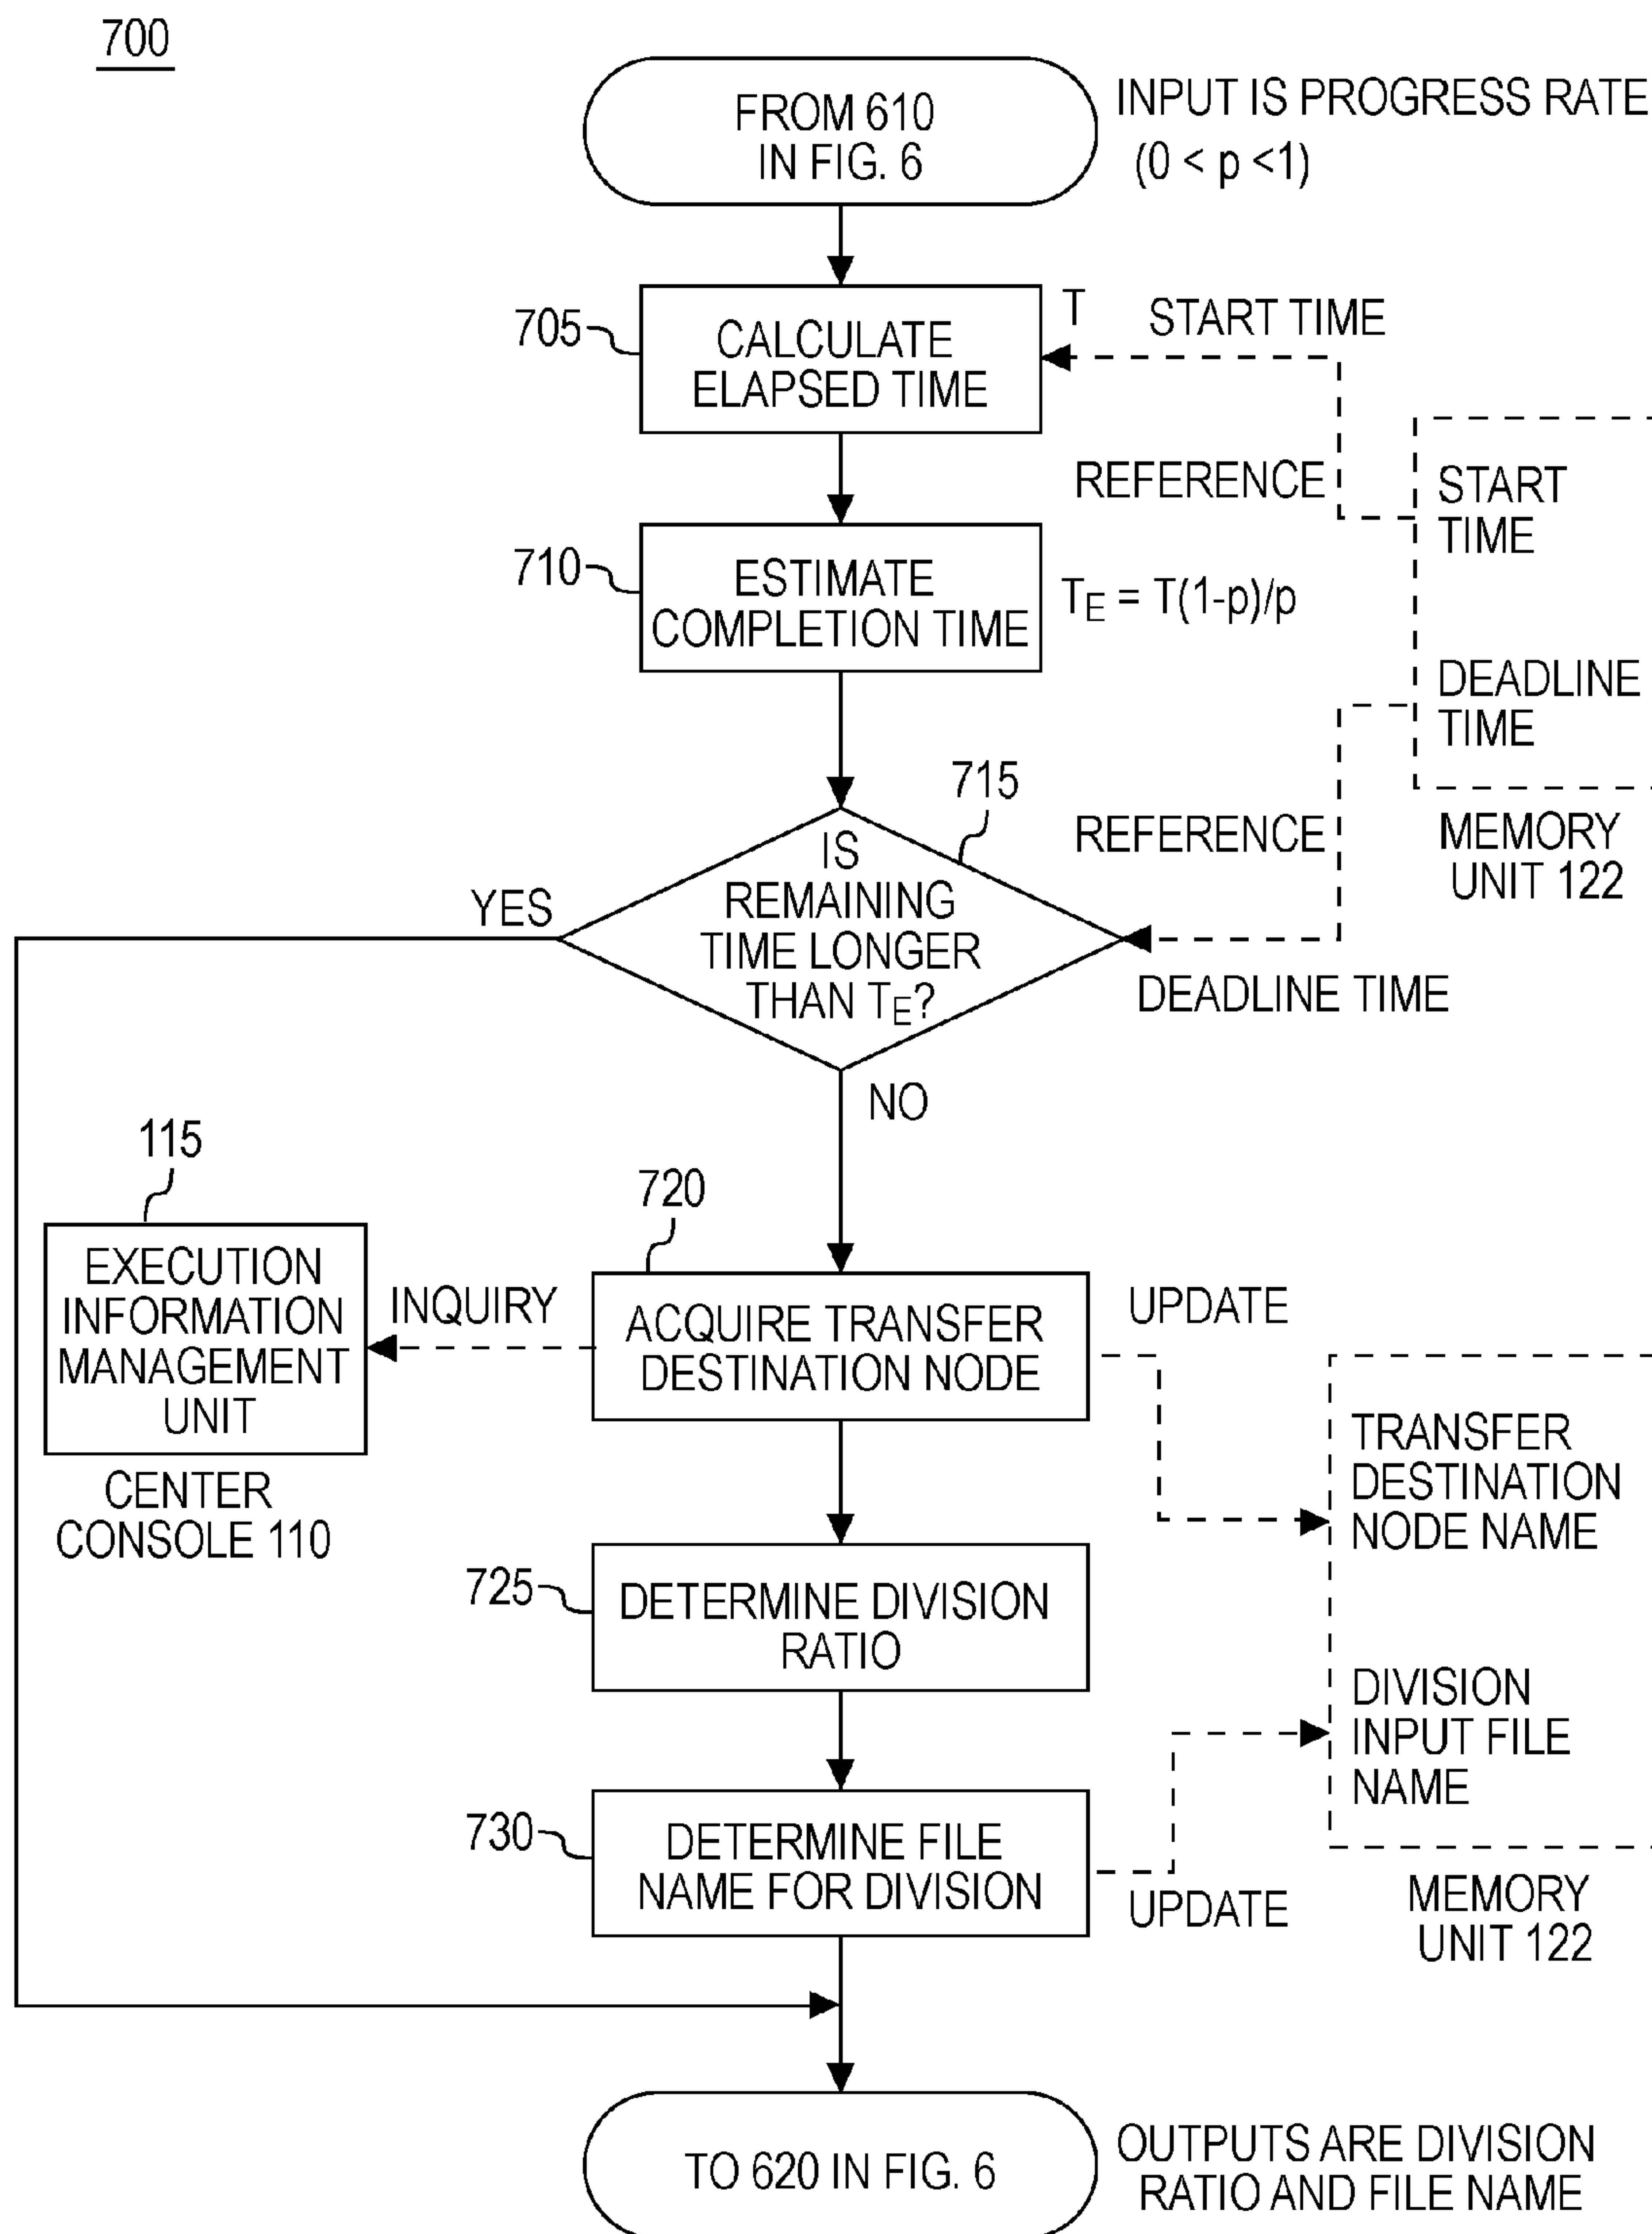 700
FROM 610
IN FIG. 6
INPUT IS PROGRESS RATE
(0 < p <1)
705
CALCULATE
ELAPSED TIME
T
START TIME
REFERENCE
START
TIME
710
ESTIMATE
COMPLETION TIME
TE = T(1-p)/p
DEADLINE
TIME
MEMORY
UNIT 122
715
IS
REMAINING
TIME LONGER
THAN TE?
REFERENCE
DEADLINE TIME
YES
NO
115
EXECUTION
INFORMATION
MANAGEMENT
UNIT
CENTER
CONSOLE 110
INQUIRY
720
ACQUIRE TRANSFER
DESTINATION NODE
UPDATE
TRANSFER
DESTINATION
NODE NAME
725
DETERMINE DIVISION
RATIO
DIVISION
INPUT FILE
NAME
730
DETERMINE FILE
NAME FOR DIVISION
UPDATE
MEMORY
UNIT 122
TO 620 IN FIG. 6
OUTPUTS ARE DIVISION
RATIO AND FILE NAME